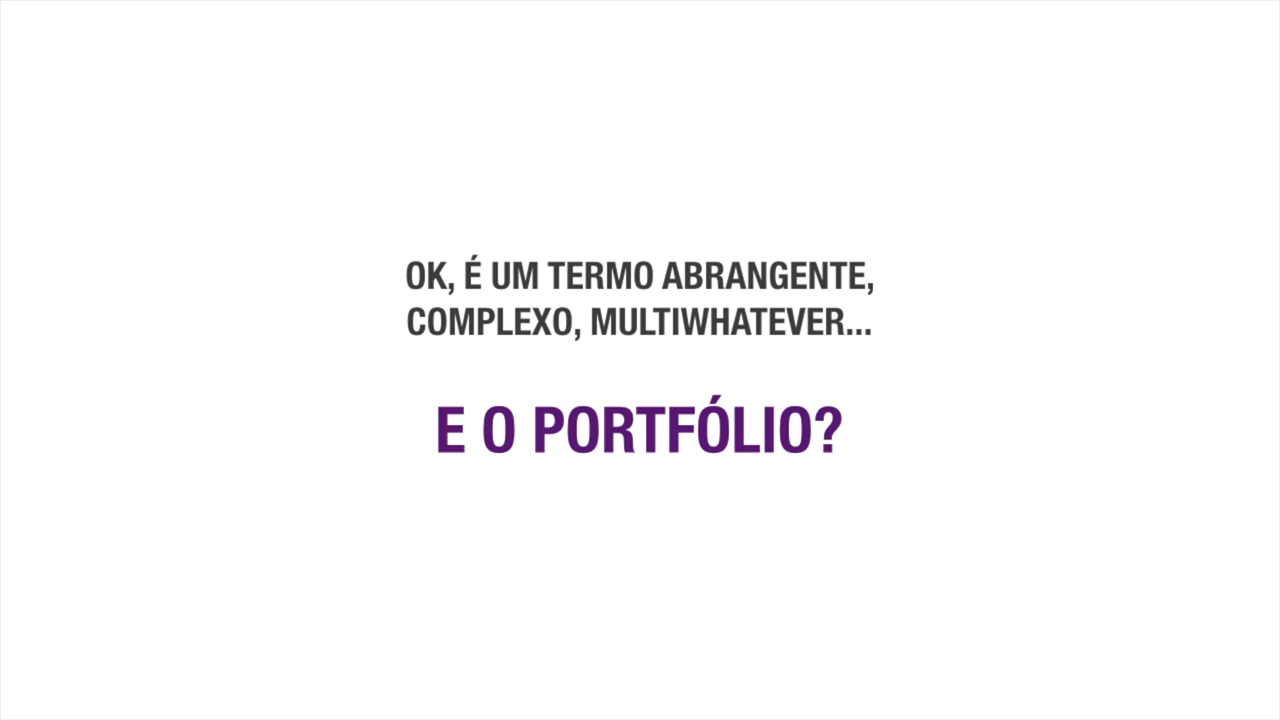 OK, É UM TERMO ABRANGENTE,
COMPLEXO, MULTIWHATEVER...
E O PORTFÓLIO?